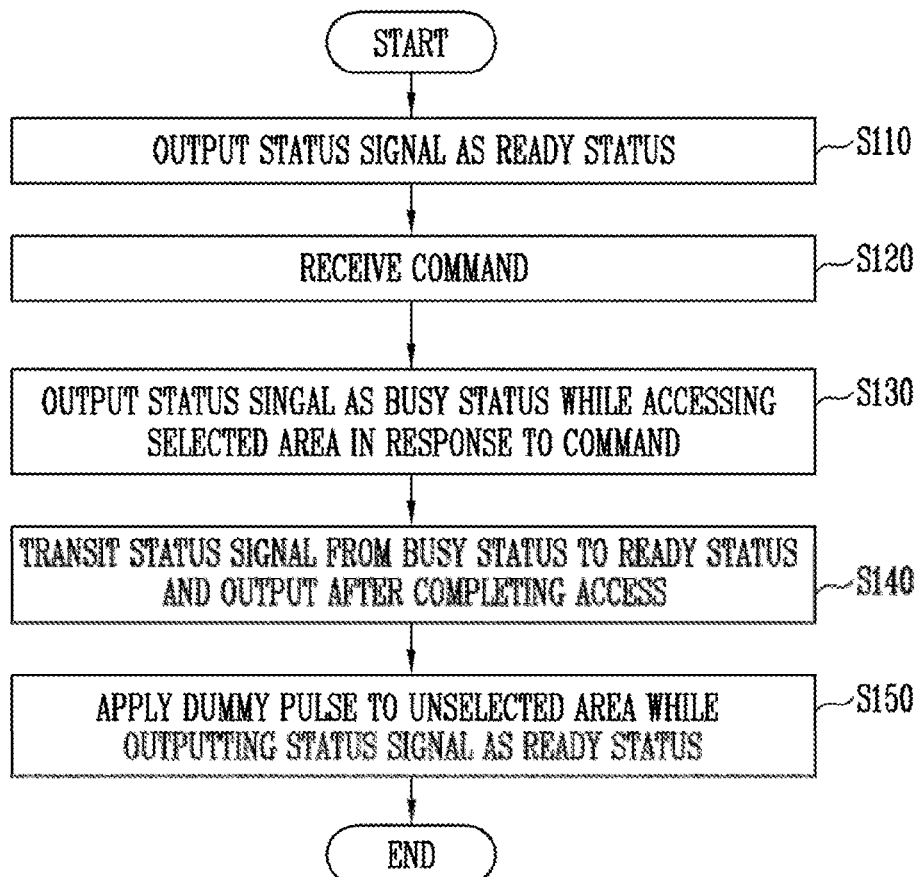 START
OUTPUT STATUS SIGNAL AS READY STATUS
S110
RECEIVE COMMAND
S120
OUTPUT STATUS SINGAL AS BUSY STATUS WHILE ACCESSING
SELECTED AREA IN RESPONSE TO COMMAND
S130
TRANSIT STATUS SIGNAL FROM BUSY STATUS TO READY STATUS
AND OUTPUT AFTER COMPLETING ACCESS
S140
APPLY DUMMY PULSE TO UNSELECTED AREA WHILE
OUTPUTTING STATUS SIGNAL AS READY STATUS
S150
END